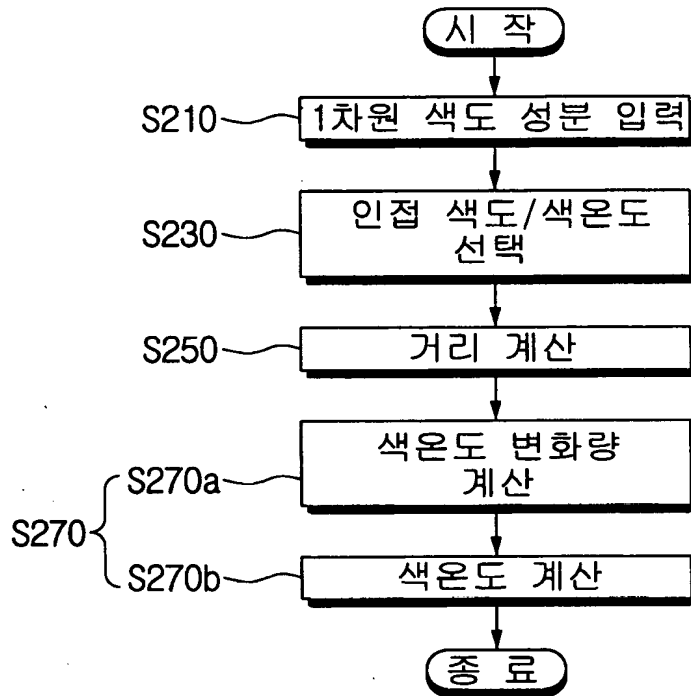 시 작
S210 1차원 색도 성분 입력
S230 인접 색도/색온도
선택
S250 거리 계산
S270a 색온도 변화량
계산
S270
S270b 색온도 계산
종 료